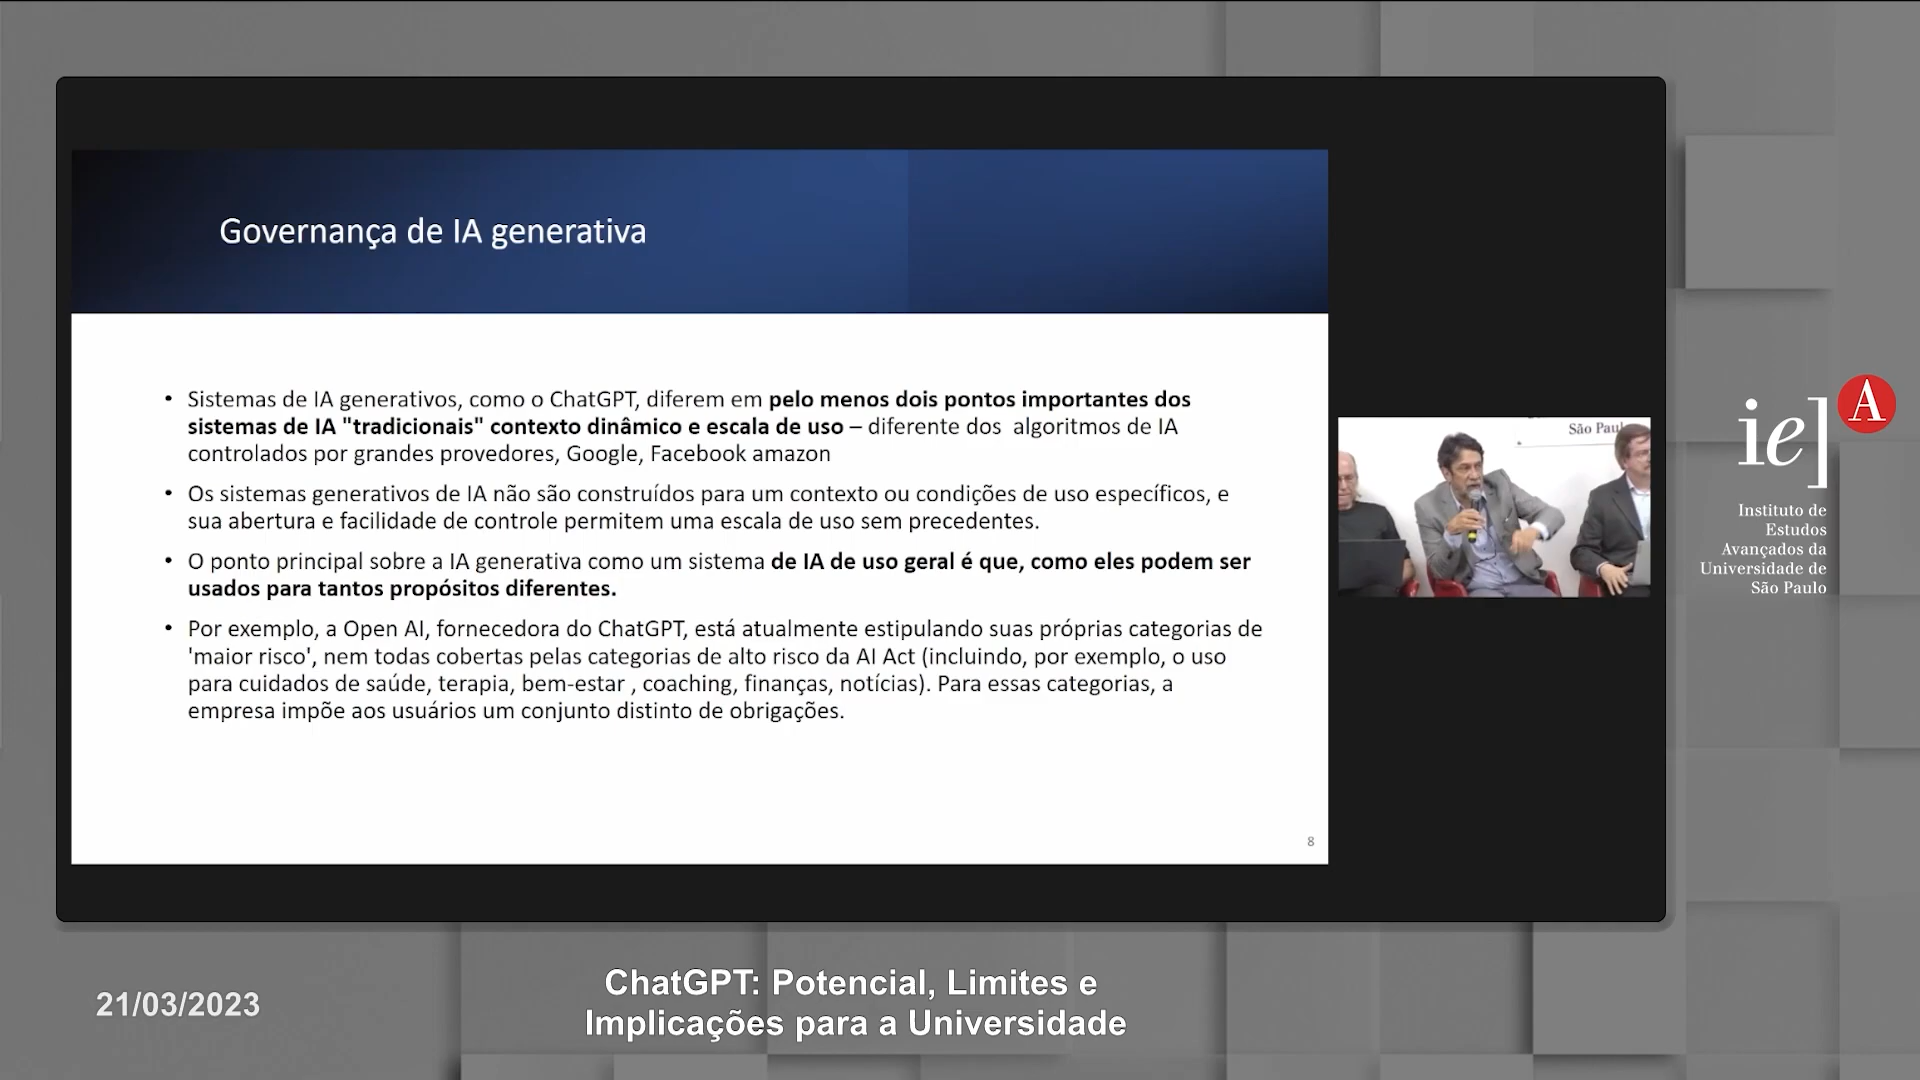 Governança de IA generativa
• Sistemas de IA generativos, como o ChatGPT, diferem em pelo menos dois pontos importantes dos
sistemas de IA "tradicionais" contexto dinâmico e escala de uso – diferente dos  algoritmos de IA
controlados por grandes provedores, Google, Facebook amazon
• Os sistemas generativos de IA não são construídos para um contexto ou condições de uso específicos, e
sua abertura e facilidade de controle permitem uma escala de uso sem precedentes.
• O ponto principal sobre a IA generativa como um sistema de IA de uso geral é que, como eles podem ser
usados para tantos propósitos diferentes.
• Por exemplo, a Open AI, fornecedora do ChatGPT, está atualmente estipulando suas próprias categorias de
'maior risco', nem todas cobertas pelas categorias de alto risco da AI Act (incluindo, por exemplo, o uso
para cuidados de saúde, terapia, bem-estar , coaching, finanças, notícias). Para essas categorias, a
empresa impõe aos usuários um conjunto distinto de obrigações.
8
São
ie] A
Instituto de
Estudos
Avançados da
Universidade de
São Paulo
21/03/2023
ChatGPT: Potencial, Limites e
Implicações para a Universidade